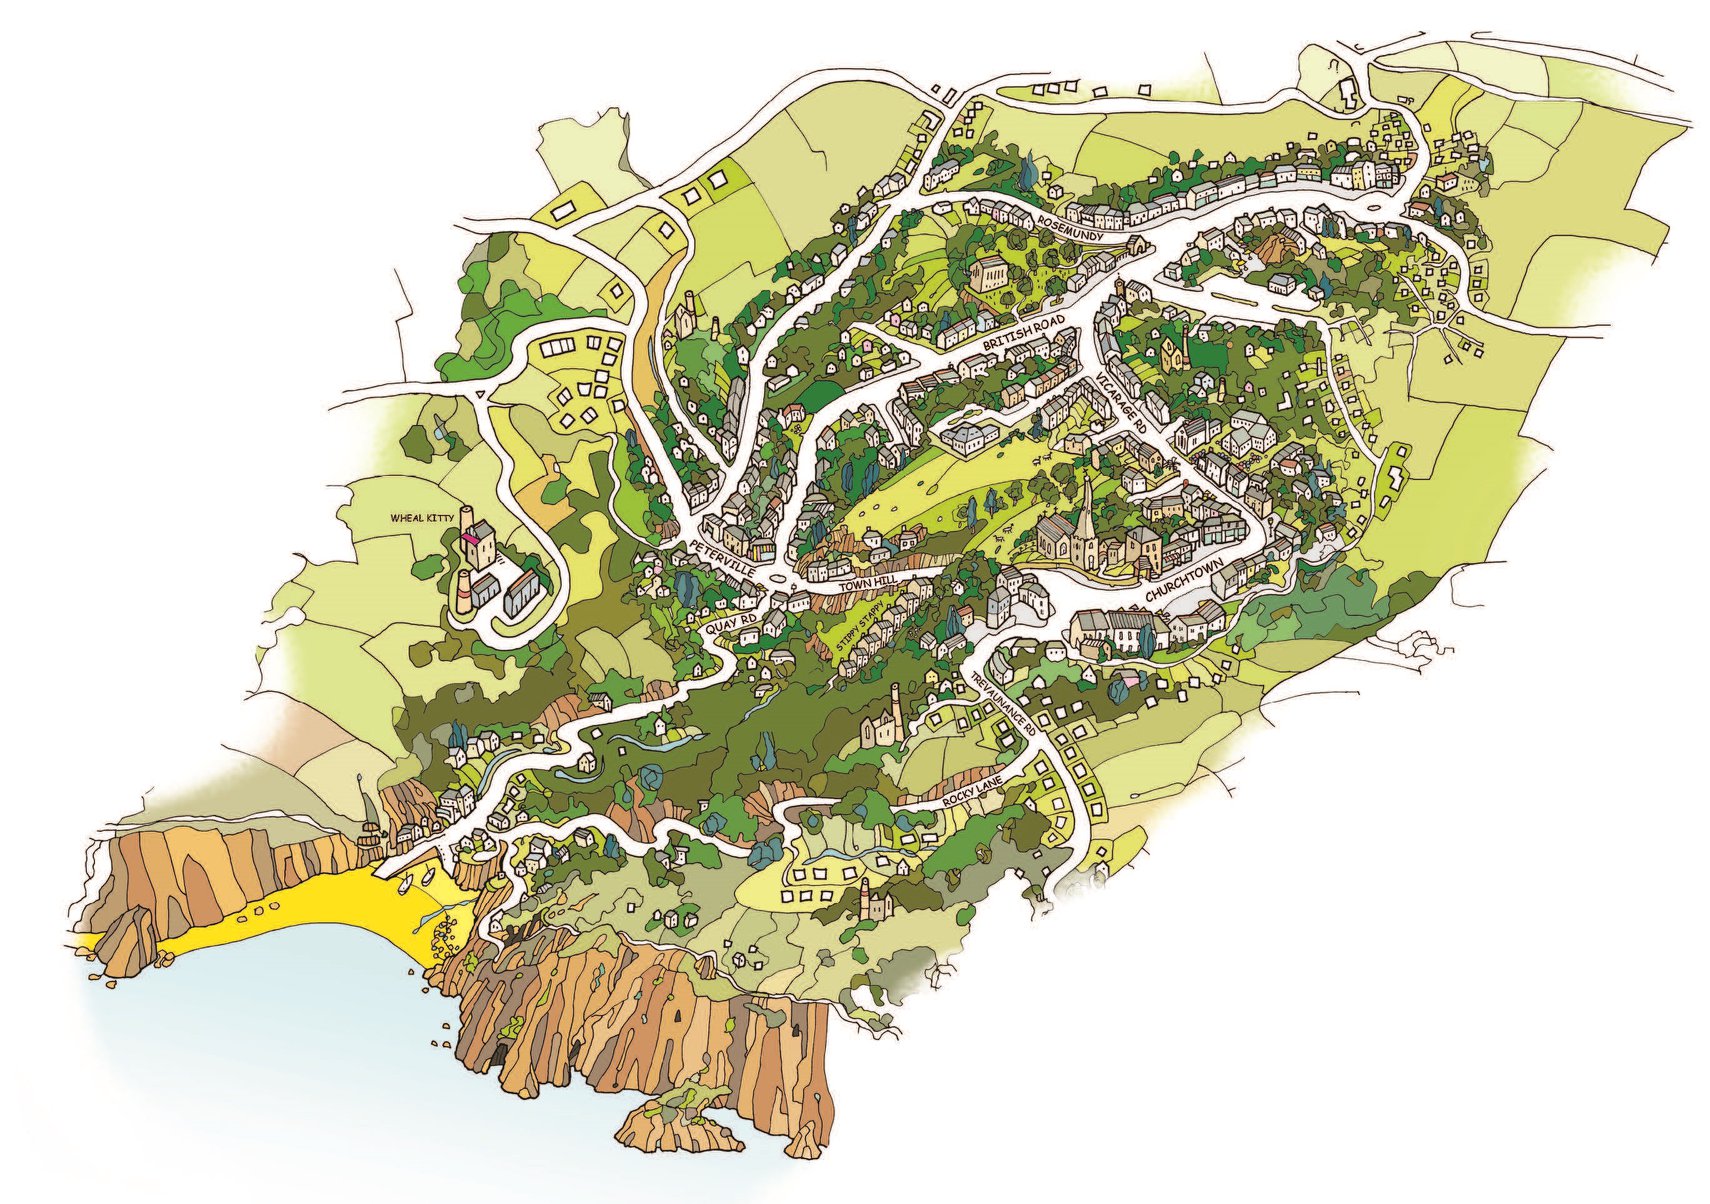 ROSEMUNDY
BRITISH ROAD
VICARAGE RD
WHEAL KITTY
PETERVILLE
TOWN HILL
CHURCHTOWN
QUAY RD
STIPPY STAPPY
TREVAUNANCE RD
ROCKY LANE